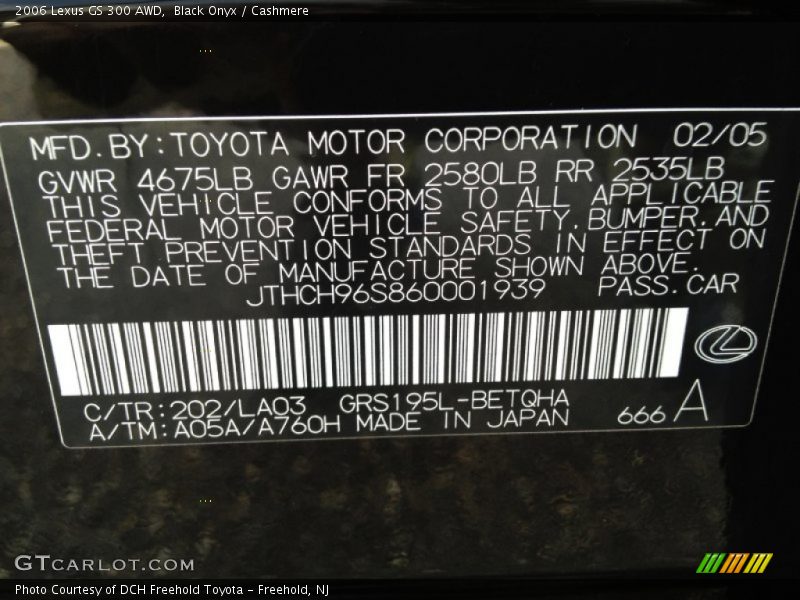 2006 Lexus GS 300 AWD, Black Onyx / Cashmere
MFD. BY: TOYOTA MOTOR CORPORATION 02/05
GVWR 4675LB GAWR FR 2580LB RR 2535LB
THIS VEHICLE CONFORMS TO ALL APPLICABLE
FEDERAL MOTOR VEHICLE SAFETY, BUMPER, AND
THEFT PREVENTION STANDARDS IN EFFECT ON
THE DATE OF MANUFACTURE SHOWN ABOVE.
JTHCH96S860001939 PASS. CAR
C/TR: 202/LA03 GRS195L-BETQHA
A/TM: A05A/A760H MADE IN JAPAN 666 A
GTCARLOT.COM
Photo Courtesy of DCH Freehold Toyota - Freehold, NJ